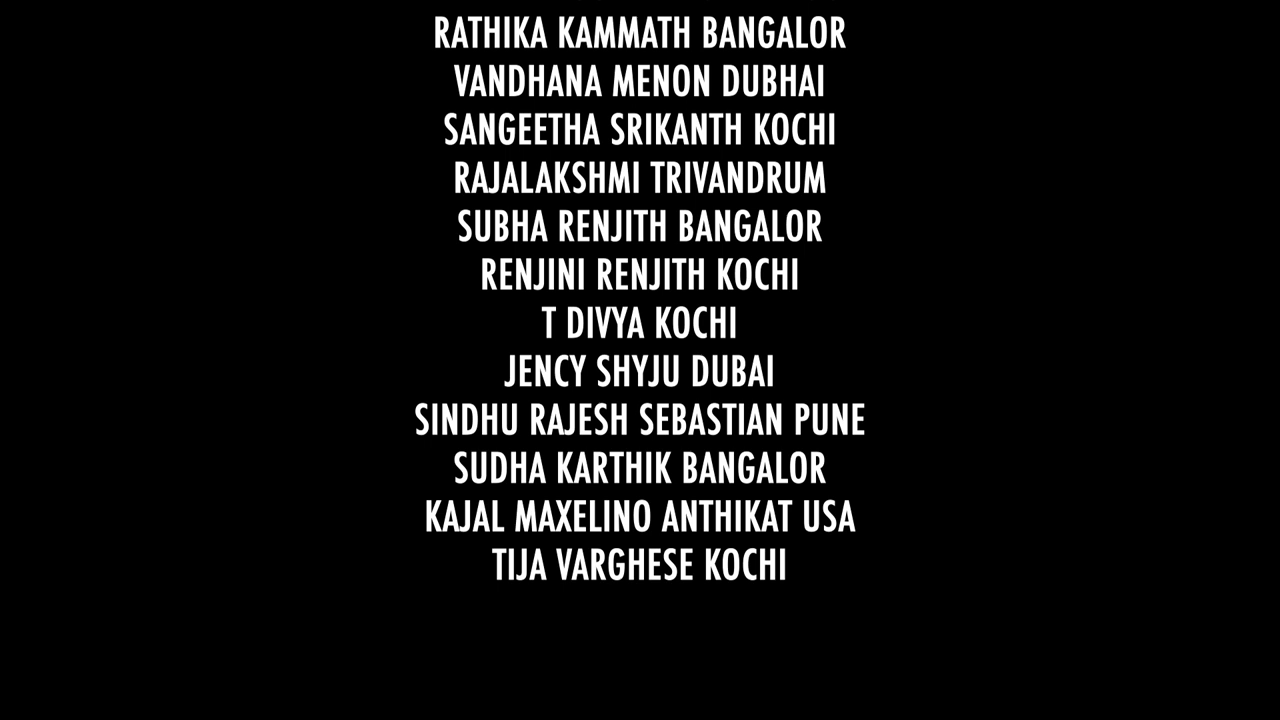 RATHIKA KAMMATH BANGALOR
VANDHANA MENON DUBHAI
SANGEETHA SRIKANTH KOCHI
RAJALAKSHMI TRIVANDRUM
SUBHA RENJITH BANGALOR
RENJINI RENJITH KOCHI
T DIVYA KOCHI
JENCY SHYJU DUBAI
SINDHU RAJESH SEBASTIAN PUNE
SUDHA KARTHIK BANGALOR
KAJAL MAXELINO ANTHIKAT USA
TIJA VARGHESE KOCHI